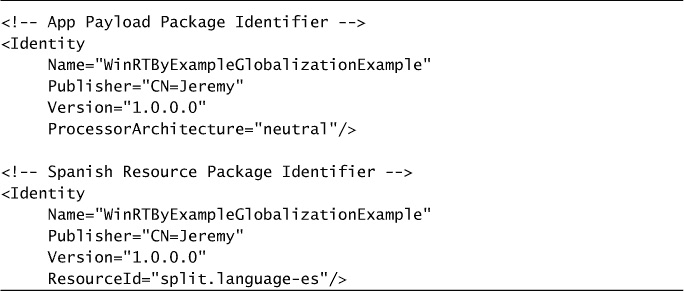 <!-- App Payload Package Identifier -->
<Identity
Name="WinRTByExampleGlobalizationExample"
Publisher="CN=Jeremy"
Version="1.0.0.0"
ProcessorArchitecture="neutral"/>
<!-- Spanish Resource Package Identifier -->
<Identity
Name="WinRTByExampleGlobalizationExample"
Publisher="CN=Jeremy"
Version="1.0.0.0"
ResourceId="split.language-es"/>